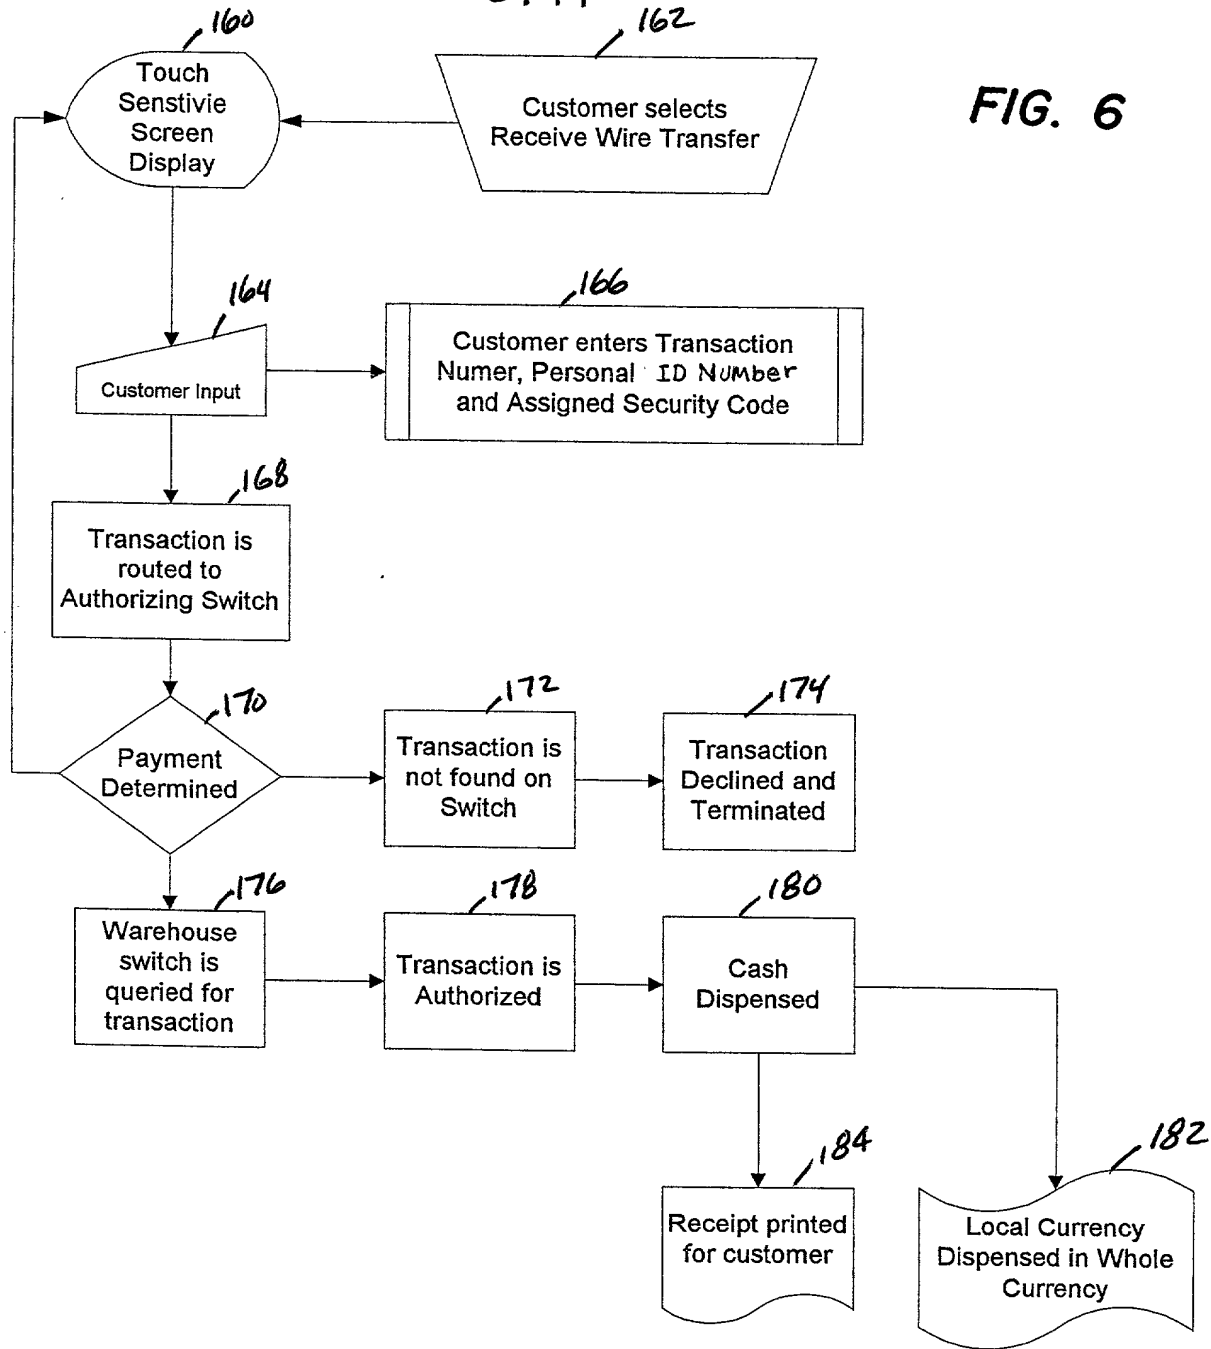 160
162
FIG. 6
Touch
Senstivie
Screen
Display
Customer selects
Receive Wire Transfer
164
166
Customer Input
Customer enters Transaction
Numer, Personal ID Number
and Assigned Security Code
168
Transaction is
routed to
Authorizing Switch
170
Payment
Determined
172
Transaction is
not found on
Switch
174
Transaction
Declined and
Terminated
176
Warehouse
switch is
queried for
transaction
178
Transaction is
Authorized
180
Cash
Dispensed
184
Receipt printed
for customer
182
Local Currency
Dispensed in Whole
Currency